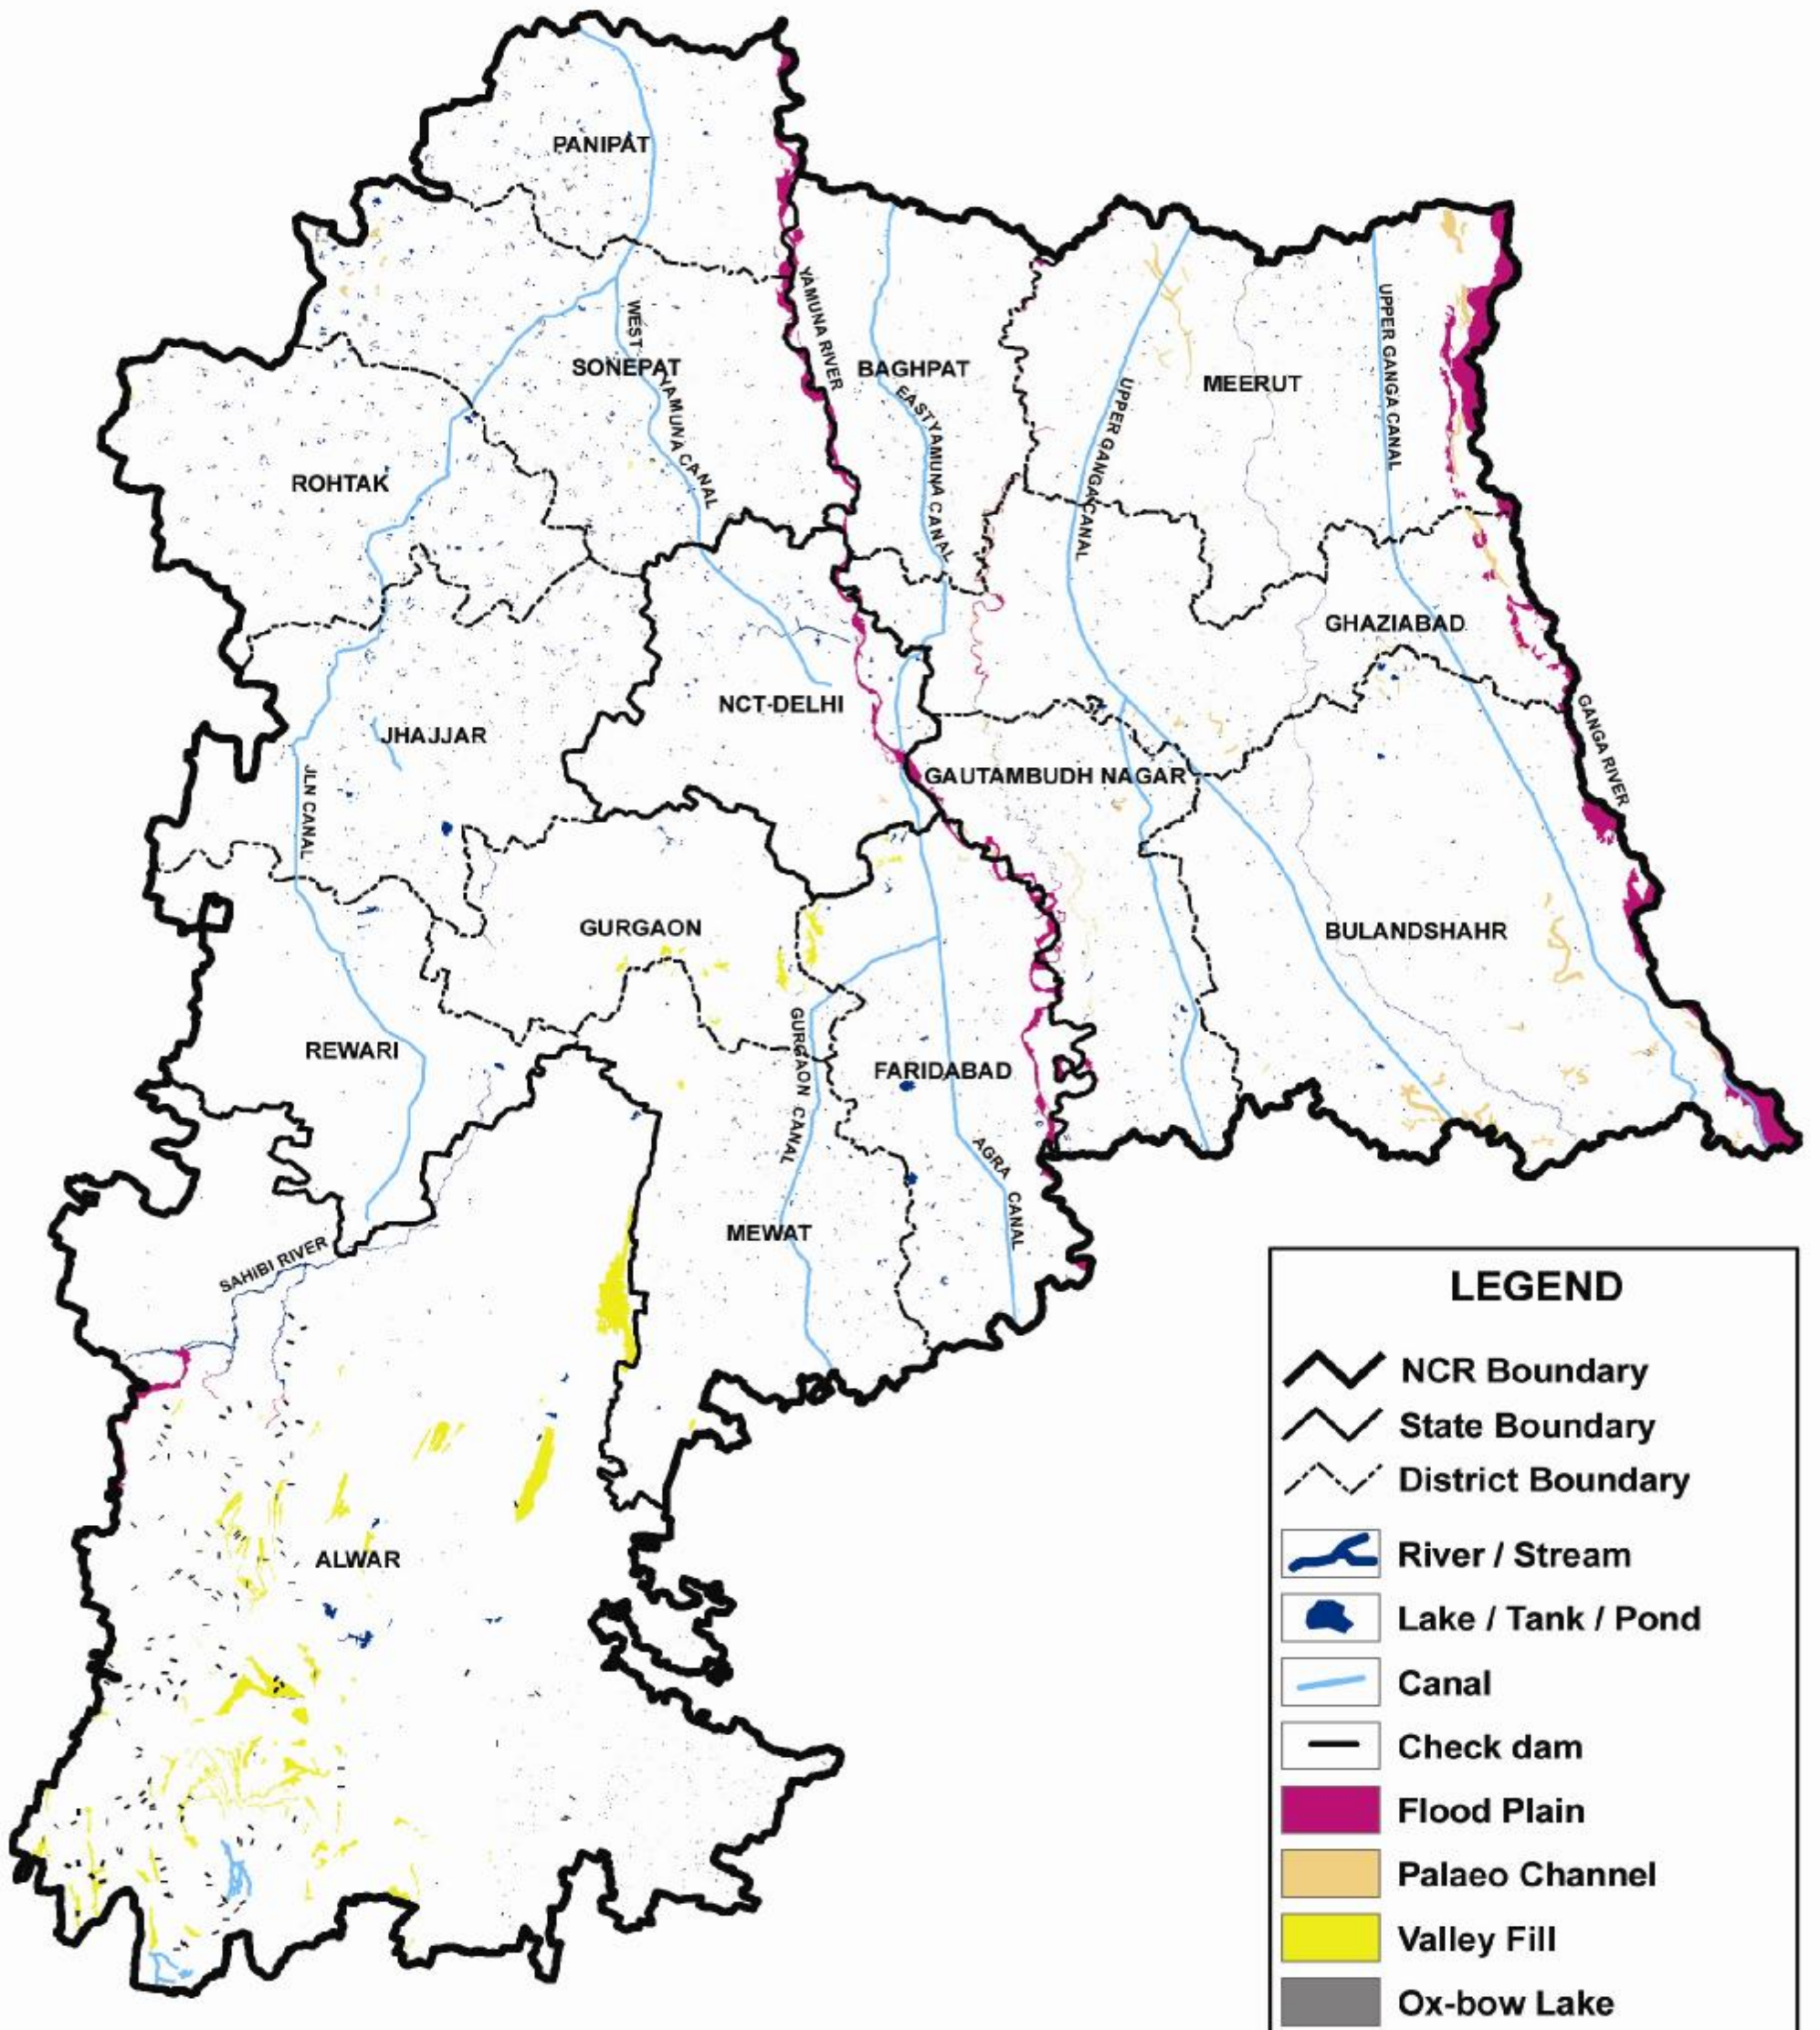 PANIPAT
YAMUNA RIVER
WEST YAMUNA CANAL
SONEPAT
BAGHPAT
EAST YAMUNA CANAL
UPPER GANGA CANAL
MEERUT
UPPER GANGA CANAL
ROHTAK
GHAZIABAD
NCT-DELHI
JHAJJAR
JLN CANAL
GAUTAMBUDH NAGAR
GANGA RIVER
GURGAON
BULANDSHAHR
REWARI
GURGAON CANAL
FARIDABAD
AGRA CANAL
MEWAT
SAHIBI RIVER
ALWAR
LEGEND
NCR Boundary
State Boundary
District Boundary
River / Stream
Lake / Tank / Pond
Canal
Check dam
Flood Plain
Palaeo Channel
Valley Fill
Ox-bow Lake